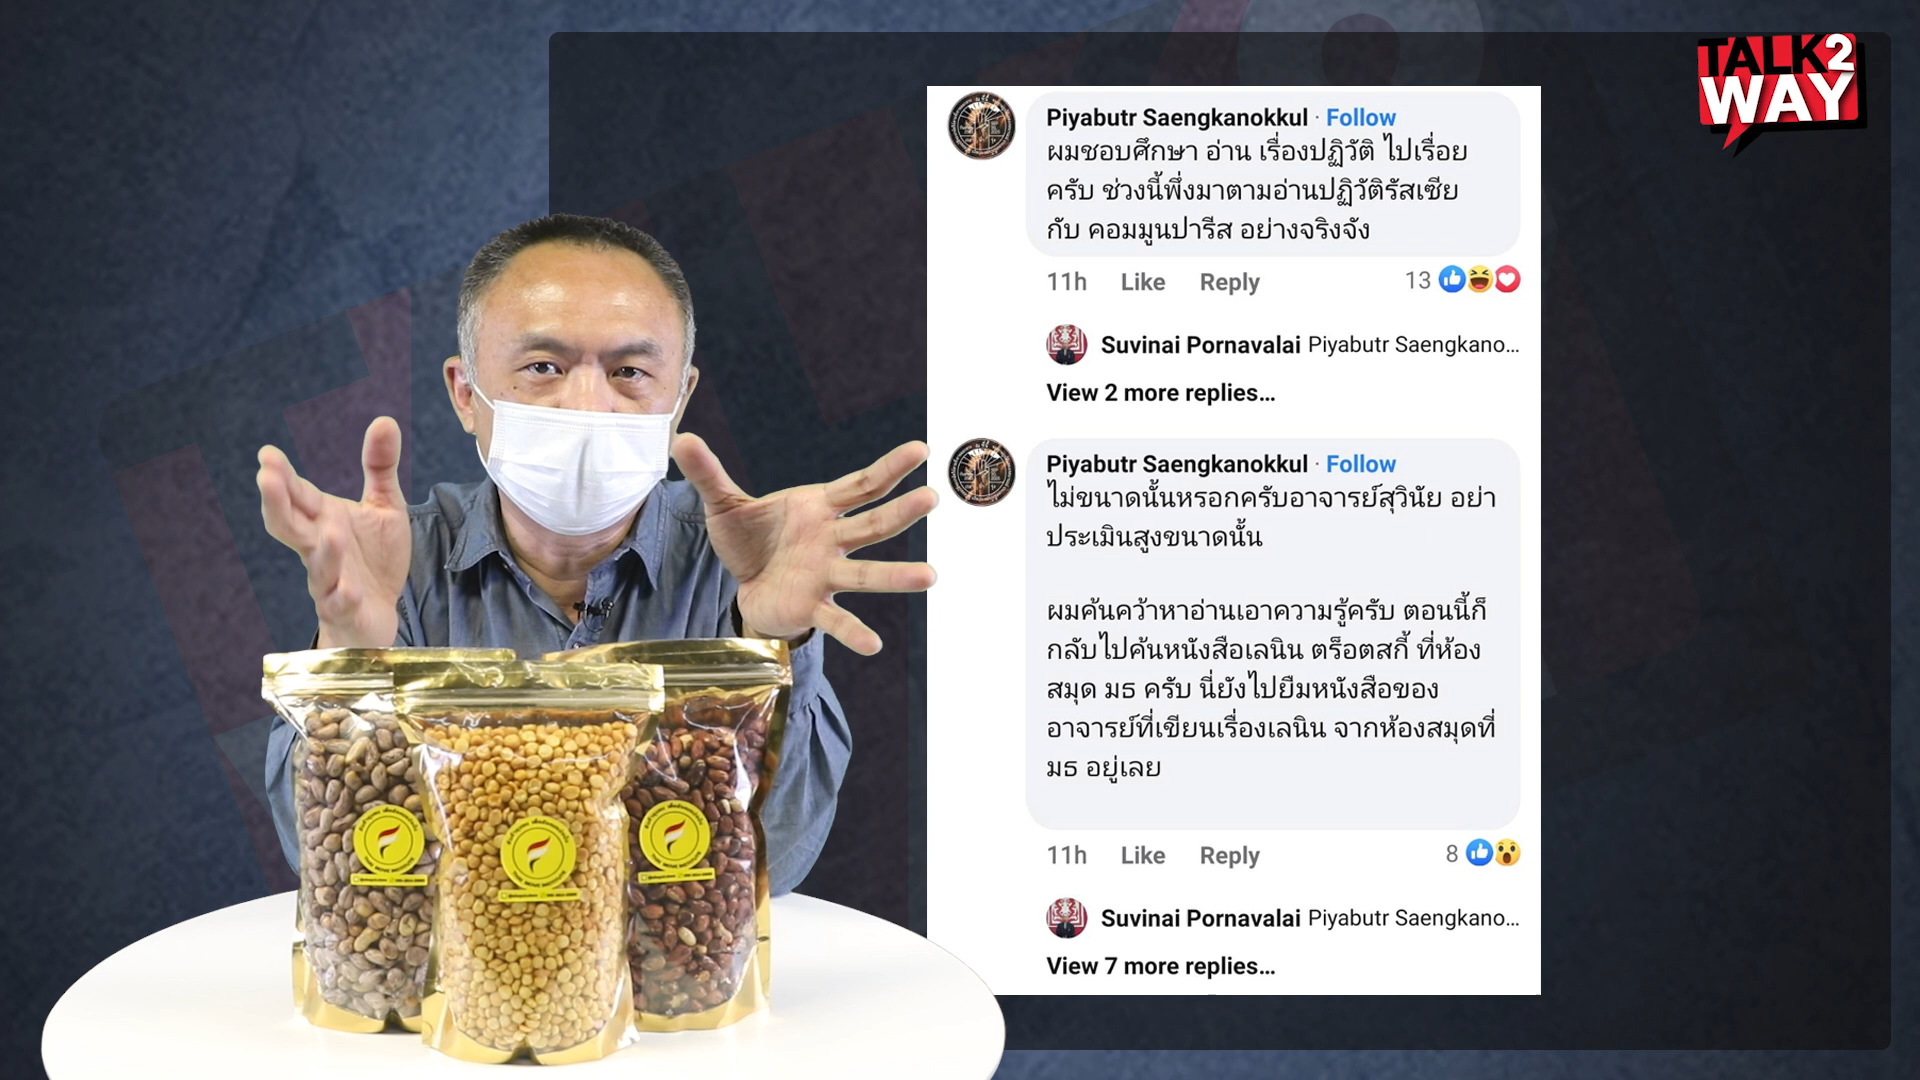 TALK2
WAY
Piyabutr Saengkanokkul · Follow
ผมชอบศึกษา อ่าน เรื่องปฏิวัติ ไปเรื่อย
ครับ ช่วงนี้พึ่งมาตามอ่านปฏิวัติรัสเซีย
กับ คอมมูนปารีส อย่างจริงจัง
11h Like Reply 13
Suvinai Pornavalai Piyabutr Saengkano...
View 2 more replies...
Piyabutr Saengkanokkul · Follow
ไม่ขนาดนั้นหรอกครับอาจารย์สุวินัย อย่า
ประเมินสูงขนาดนั้น
ผมค้นคว้าหาอ่านเอาความรู้ครับ ตอนนี้ก็
กลับไปค้นหนังสือเลนิน ตร็อตสกี้ ที่ห้อง
สมุด มธ ครับ นี่ยังไปยืมหนังสือของ
อาจารย์ที่เขียนเรื่องเลนิน จากห้องสมุดที่
มธ อยู่เลย
11h Like Reply 8
Suvinai Pornavalai Piyabutr Saengkano...
View 7 more replies...